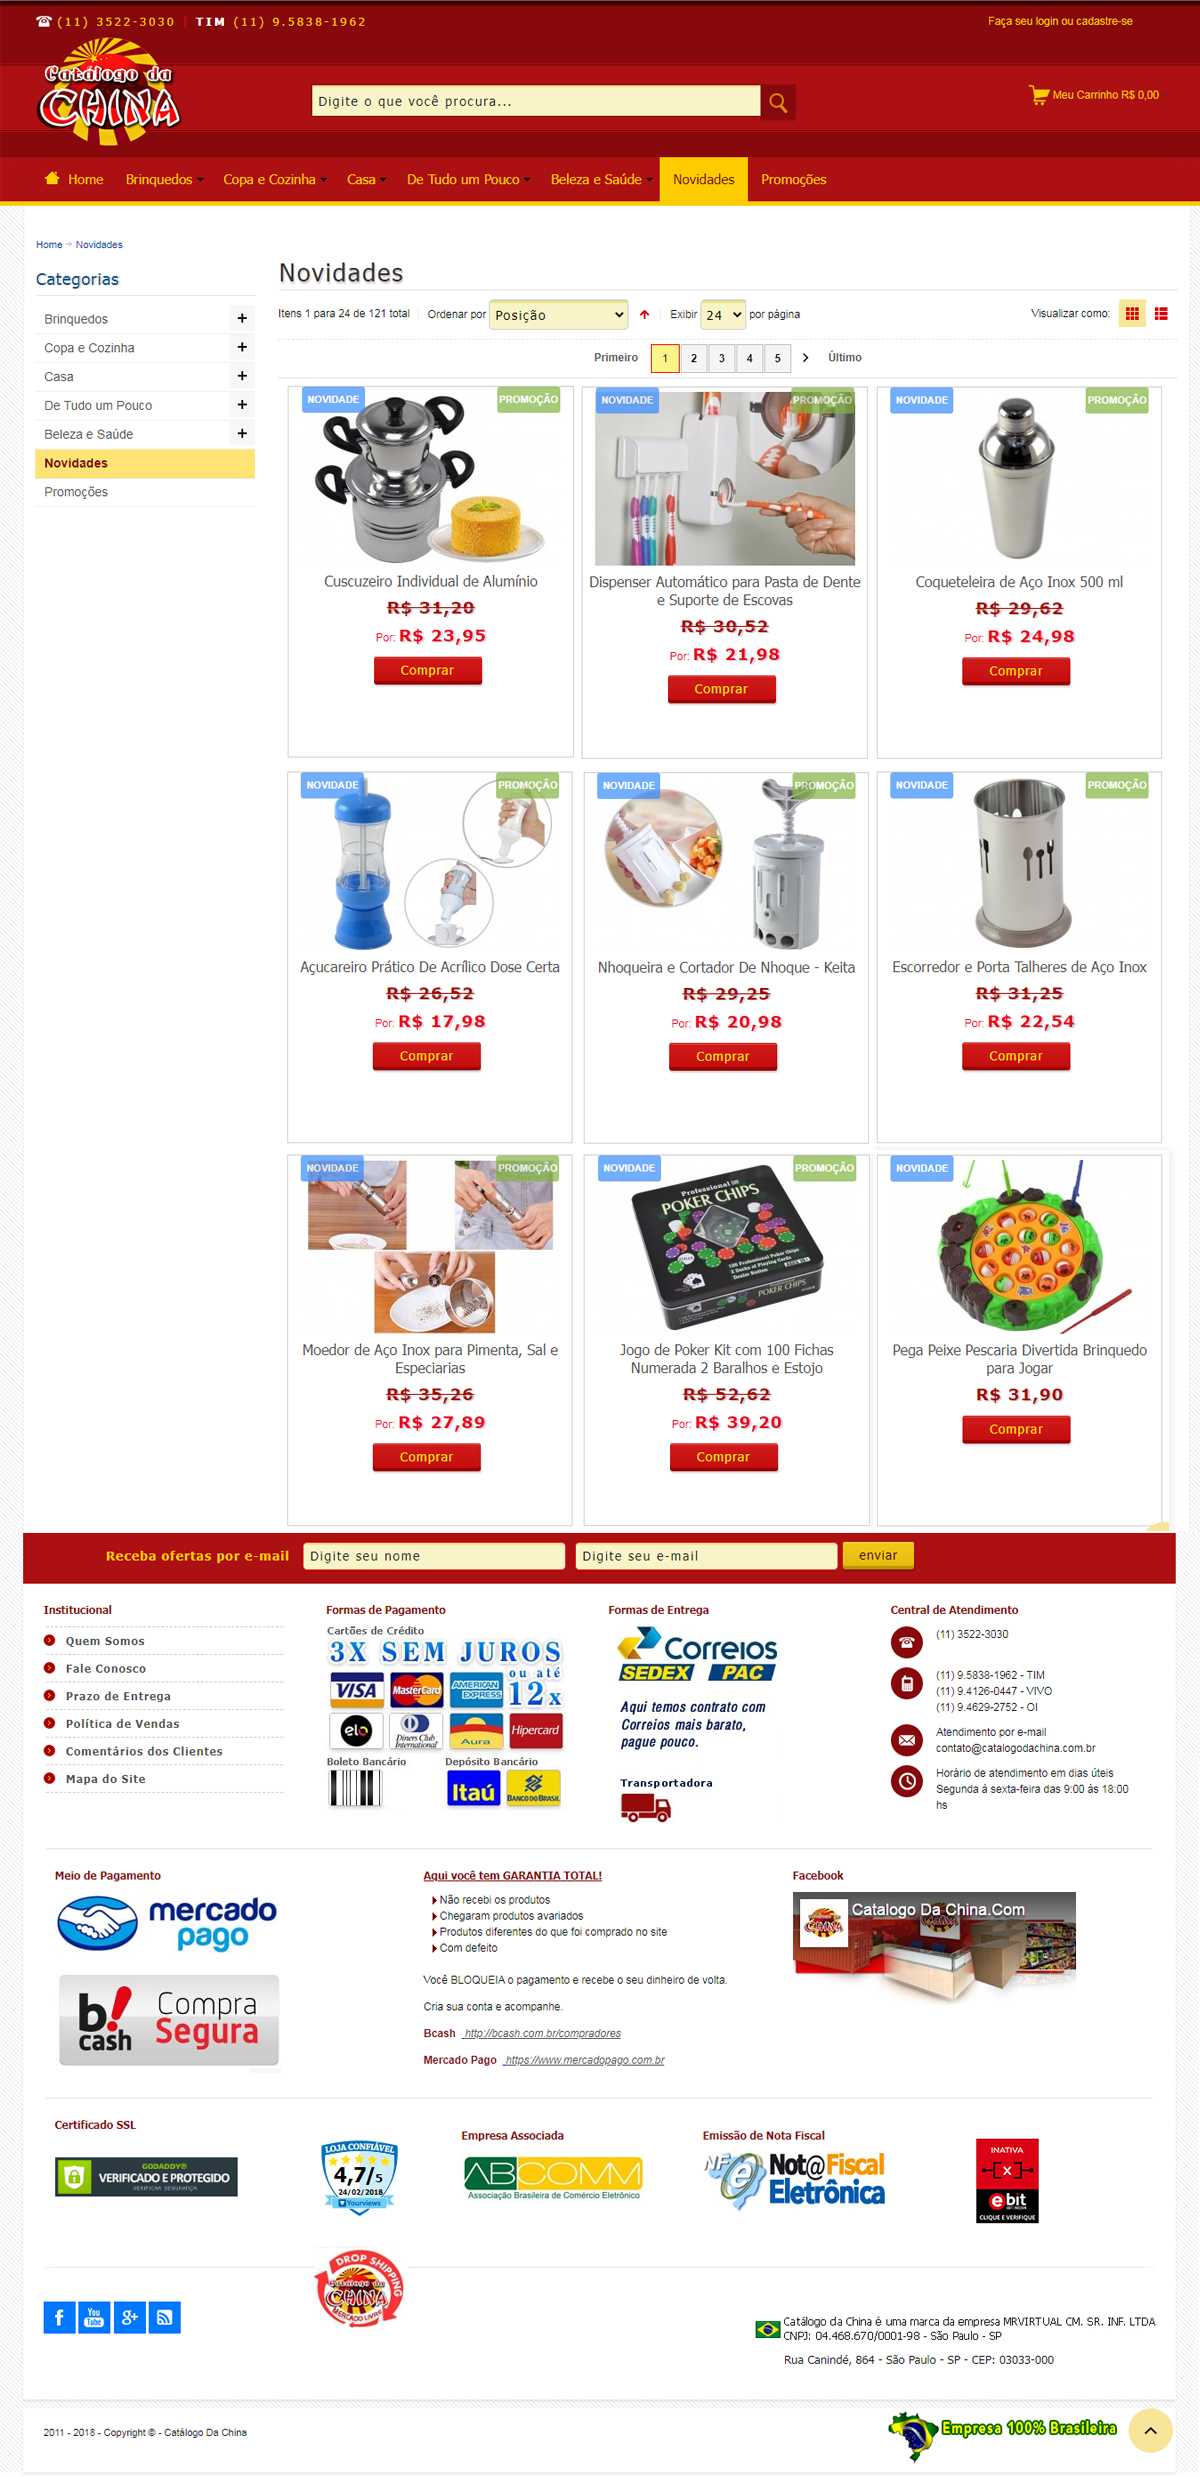 (11) 3522-3030 | TIM (11) 9.5838-1962
Faça seu login ou cadastre-se
Catálogo da
CHINA
Digite o que você procura...
Meu Carrinho R$ 0,00
Home Brinquedos Copa e Cozinha Casa De Tudo um Pouco Beleza e Saúde Novidades Promoções
Home Novidades
Categorias
Brinquedos +
Copa e Cozinha +
Casa +
De Tudo um Pouco +
Beleza e Saúde +
Novidades
Promoções
Novidades
Itens 1 para 24 de 121 total Ordenar por Posição Exibir 24 por página Visualizar como:
Primeiro 1 2 3 4 5 > Último
NOVIDADE PROMOÇÃO
Cuscuzeiro Individual de Alumínio
R$ 31,20
Por: R$ 23,95
Comprar
NOVIDADE PROMOÇÃO
Dispenser Automático para Pasta de Dente
e Suporte de Escovas
R$ 30,52
Por: R$ 21,98
Comprar
NOVIDADE PROMOÇÃO
Coqueteleira de Aço Inox 500 ml
R$ 29,62
Por: R$ 24,98
Comprar
NOVIDADE PROMOÇÃO
Açucareiro Prático De Acrílico Dose Certa
R$ 26,52
Por: R$ 17,98
Comprar
NOVIDADE PROMOÇÃO
Nhoqueira e Cortador De Nhoque - Keita
R$ 29,25
Por: R$ 20,98
Comprar
NOVIDADE PROMOÇÃO
Escorredor e Porta Talheres de Aço Inox
R$ 31,25
Por: R$ 22,54
Comprar
NOVIDADE PROMOÇÃO
Moedor de Aço Inox para Pimenta, Sal e
Especiarias
R$ 35,26
Por: R$ 27,89
Comprar
NOVIDADE PROMOÇÃO
Professional
POKER CHIPS
100 Professional Poker Chips
2 Decks of Playing Cards
Dealer Button
POKER CHIPS
Jogo de Poker Kit com 100 Fichas
Numerada 2 Baralhos e Estojo
R$ 52,62
Por: R$ 39,20
Comprar
NOVIDADE
Pega Peixe Pescaria Divertida Brinquedo
para Jogar
R$ 31,90
Comprar
Receba ofertas por e-mail Digite seu nome Digite seu e-mail enviar
Institucional
Quem Somos
Fale Conosco
Prazo de Entrega
Política de Vendas
Comentários dos Clientes
Mapa do Site
Formas de Pagamento
Cartões de Crédito
3X SEM JUROS
ou até
12x
VISA MasterCard AMERICAN EXPRESS
elo Diners Club International Aura Hipercard
Boleto Bancário Depósito Bancário
Itaú BANCO DO BRASIL
Formas de Entrega
Correios
SEDEX PAC
Aqui temos contrato com
Correios mais barato,
pague pouco.
Transportadora
Central de Atendimento
(11) 3522-3030
(11) 9.5838-1962 - TIM
(11) 9.4126-0447 - VIVO
(11) 9.4629-2752 - OI
Atendimento por e-mail
contato@catalogodachina.com.br
Horário de atendimento em dias úteis
Segunda á sexta-feira das 9:00 ás 18:00
hs
Meio de Pagamento
mercado
pago
b!
cash
Compra
Segura
Aqui você tem GARANTIA TOTAL!
Não recebi os produtos
Chegaram produtos avariados
Produtos diferentes do que foi comprado no site
Com defeito
Você BLOQUEIA o pagamento e recebe o seu dinheiro de volta.
Cria sua conta e acompanhe.
Bcash http://bcash.com.br/compradores
Mercado Pago https://www.mercadopago.com.br
Facebook
Catalogo Da China.Com
Certificado SSL
GODADDY®
VERIFICADO E PROTEGIDO
VERIFICAR SEGURANÇA
LOJA CONFIÁVEL
4,7/5
24/02/2018
Yourviews
Empresa Associada
ABCOMM
Associação Brasileira de Comércio Eletrônico
Emissão de Nota Fiscal
NFe Not@Fiscal
Eletrônica
INATIVA
x
ebit
CLIQUE E VERIFIQUE
DROP SHIPPING
Catálogo da
CHINA
MERCADO LIVRE
f You Tube g+
Catálogo da China é uma marca da empresa MRVIRTUAL CM. SR. INF. LTDA
CNPJ: 04.468.670/0001-98 - São Paulo - SP
Rua Canindé, 864 - São Paulo - SP - CEP: 03033-000
2011 - 2018 - Copyright © - Catálogo Da China
Empresa 100% Brasileira